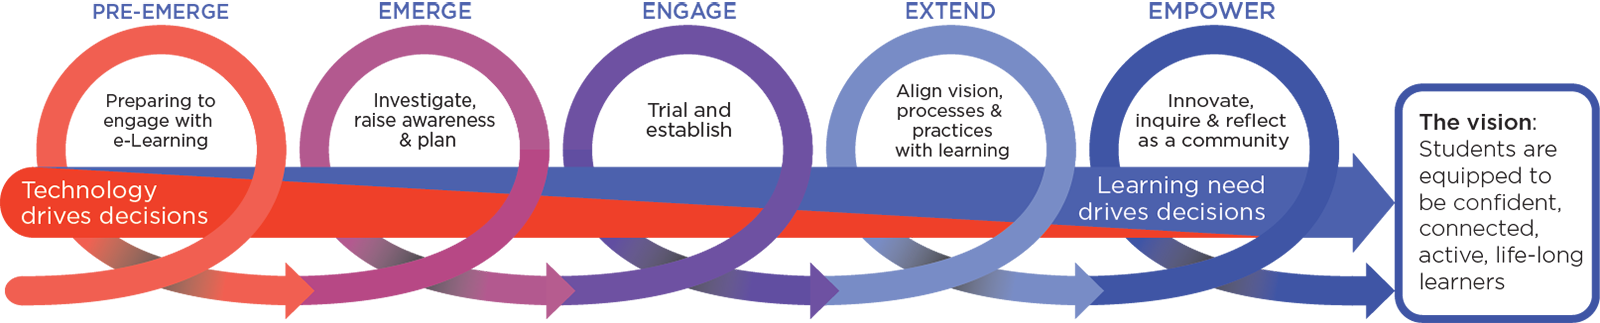 PRE-EMERGE
EMERGE
ENGAGE
EXTEND
EMPOWER
Preparing to
engage with
e-Learning
Investigate,
raise awareness
& plan
Trial and
establish
Align vision,
processes &
practices
with learning
Innovate,
inquire & reflect
as a community
Technology
drives decisions
Learning need
drives decisions
The vision:
Students are
equipped to
be confident,
connected,
active, life-long
learners